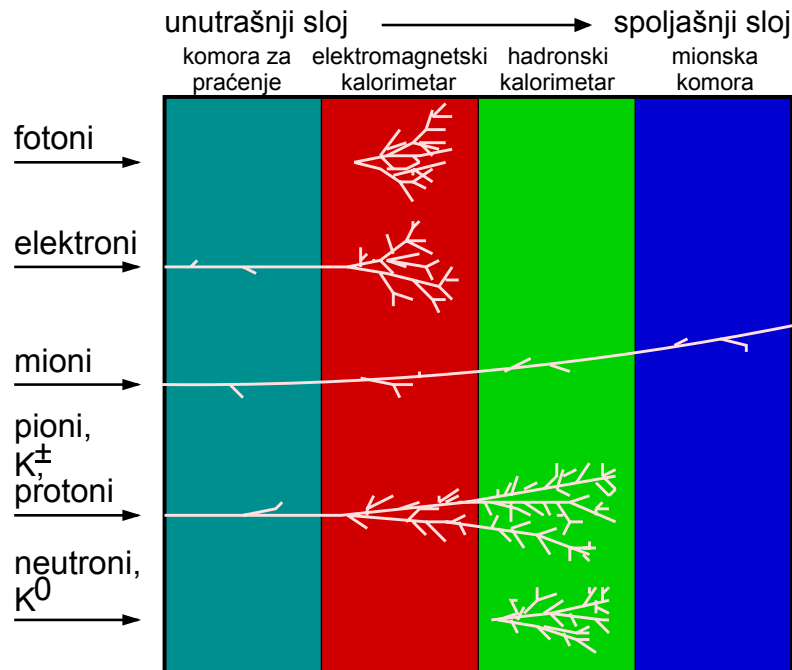 unutrašnji sloj
spoljašnji sloj
komora za
praćenje
elektromagnetski
kalorimetar
hadronski
kalorimetar
mionska
komora
fotoni
elektroni
mioni
pioni,
K±,
protoni
neutroni,
K0